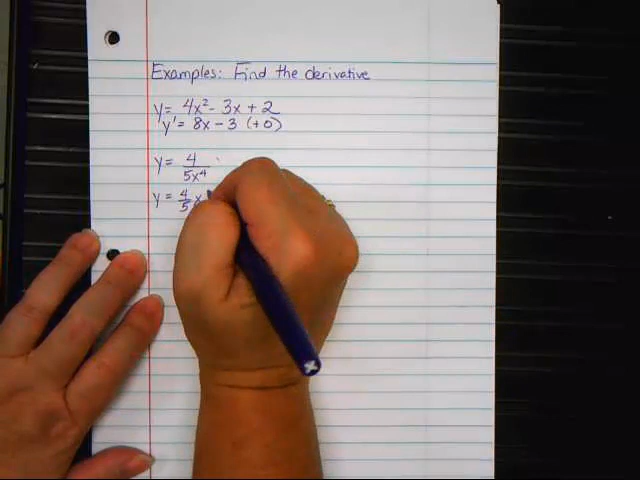 Examples: Find the derivative
y = 4x² - 3x + 2
y' = 8x - 3 (+0)
y = 4/5x⁴
y = 4/5 x